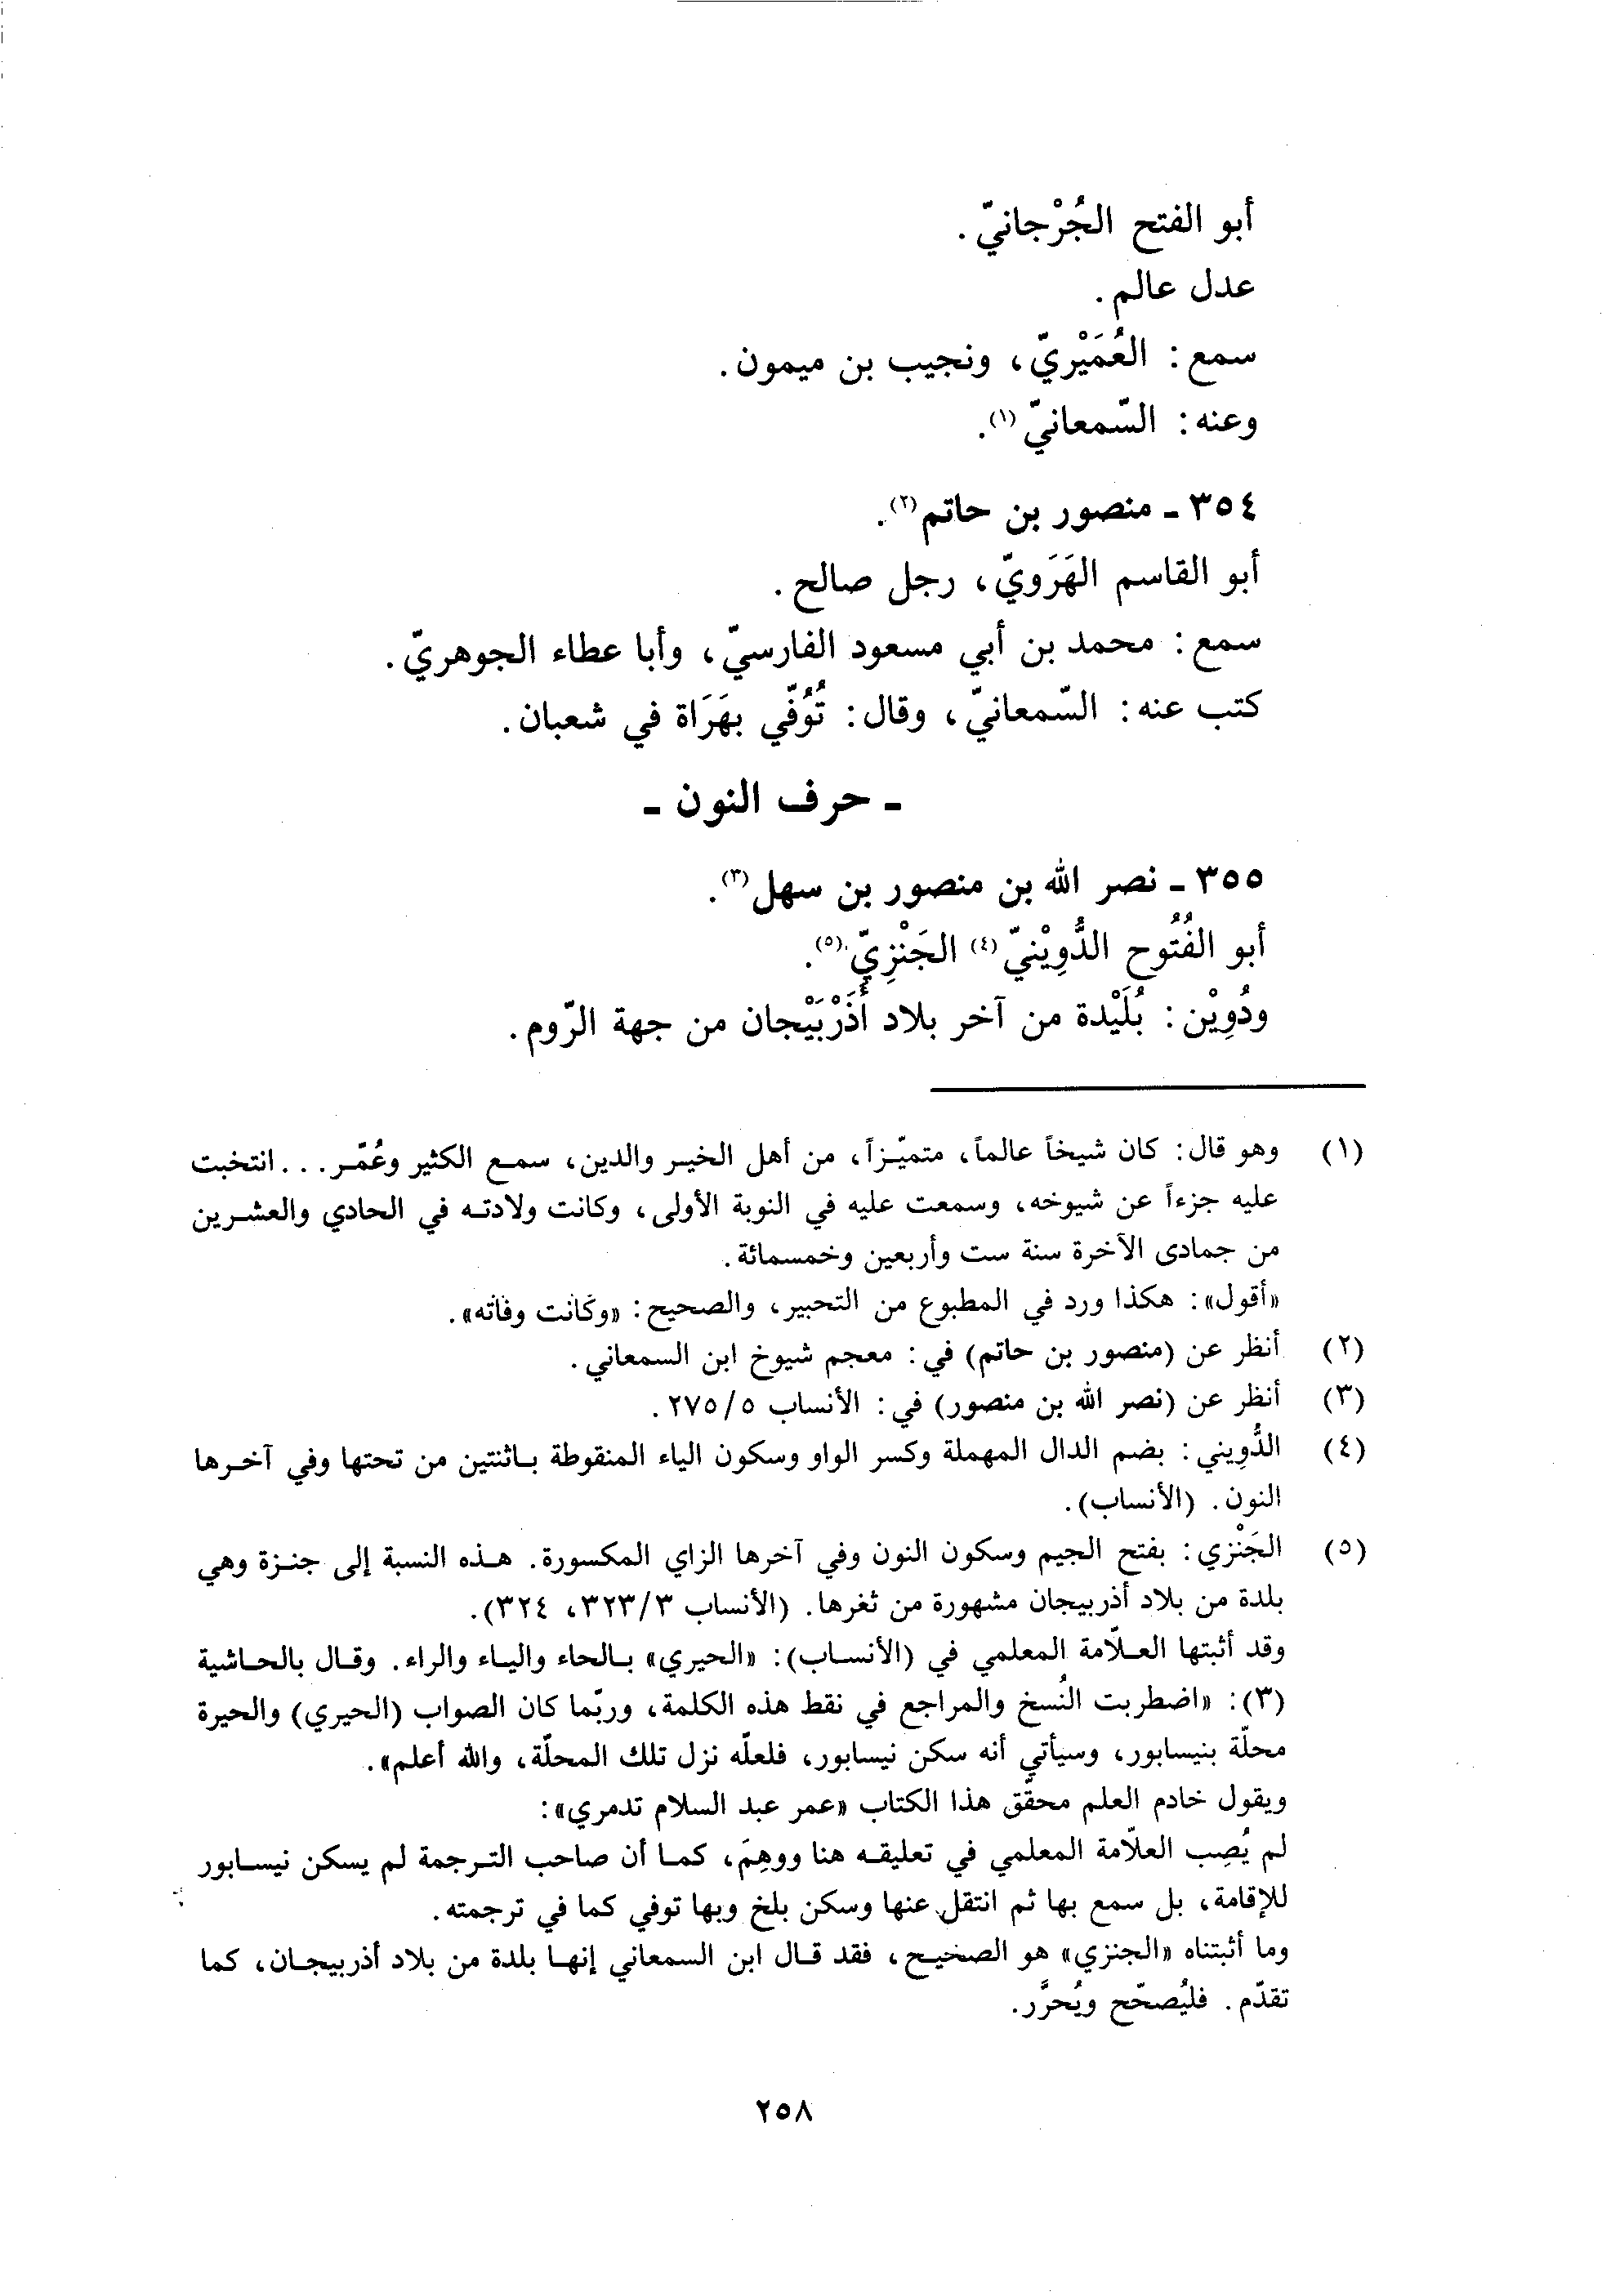 أبو الفتح الجُرْجانيّ.
عدل عالم.
سمع: العُمَيْريّ، ونجيب بن ميمون.
وعنه: السّمعانيّ(١).
٣٥٤ ـ منصور بن حاتم(٢).
أبو القاسم الهَرَويّ، رجل صالح.
سمع: محمد بن أبي مسعود الفارسيّ، وأبا عطاء الجوهريّ.
كتب عنه: السّمعانيّ، وقال: تُوُفّي بهَرَاة في شعبان.
ـ حرف النون ـ
٣٥٥ ـ نصر الله بن منصور بن سهل(٣).
أبو الفُتُوح الدُّوِيْنيّ(٤) الجَنْزِيّ(٥).
ودُوِيْن: بُلَيْدة من آخر بلاد أَذَرْبَيْجان من جهة الرّوم.
(١) وهو قال: كان شيخاً عالماً، متميّزاً، من أهل الخير والدين، سمع الكثير وعُمّر... انتخبت
عليه جزءاً عن شيوخه، وسمعت عليه في النوبة الأولى، وكانت ولادته في الحادي والعشرين
من جمادى الآخرة سنة ست وأربعين وخمسمائة.
«أقول»: هكذا ورد في المطبوع من التحبير، والصحيح: «وكانت وفاته».
(٢) أنظر عن (منصور بن حاتم) في: معجم شيوخ ابن السمعاني.
(٣) أنظر عن (نصر الله بن منصور) في: الأنساب ٢٧٥/٥.
(٤) الدُّوِيني: بضم الدال المهملة وكسر الواو وسكون الياء المنقوطة باثنتين من تحتها وفي آخرها
النون. (الأنساب).
(٥) الجَنْزي: بفتح الجيم وسكون النون وفي آخرها الزاي المكسورة. هذه النسبة إلى جنزة وهي
بلدة من بلاد أذربيجان مشهورة من ثغرها. (الأنساب ٣٢٣/٣، ٣٢٤).
وقد أثبتها العلّامة المعلمي في (الأنساب): «الحيري» بالحاء والياء والراء. وقال بالحاشية
(٣): «اضطربت النُسخ والمراجع في نقط هذه الكلمة، وربّما كان الصواب (الحيري) والحيرة
محلّة بنيسابور، وسيأتي أنه سكن نيسابور، فلعلّه نزل تلك المحلّة، والله أعلم».
ويقول خادم العلم محقّق هذا الكتاب «عمر عبد السلام تدمري»:
لم يُصِب العلّامة المعلمي في تعليقه هنا ووهِمَ، كما أن صاحب الترجمة لم يسكن نيسابور
للإقامة، بل سمع بها ثم انتقل عنها وسكن بلخ وبها توفي كما في ترجمته.
وما أثبتناه «الجنزي» هو الصحيح، فقد قال ابن السمعاني إنها بلدة من بلاد أذربيجان، كما
تقدّم. فليُصحّح ويُحرَّر.
٢٥٨